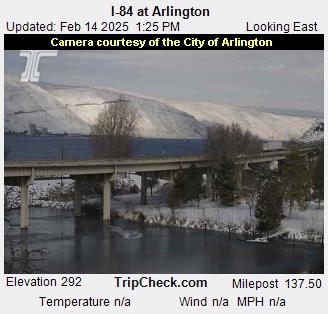 I-84 at Arlington
Updated: Feb 14 2025 1:25 PM Looking East
Camera courtesy of the City of Arlington
Elevation 292 TripCheck.com Milepost 137.50
Temperature n/a Wind n/a MPH n/a